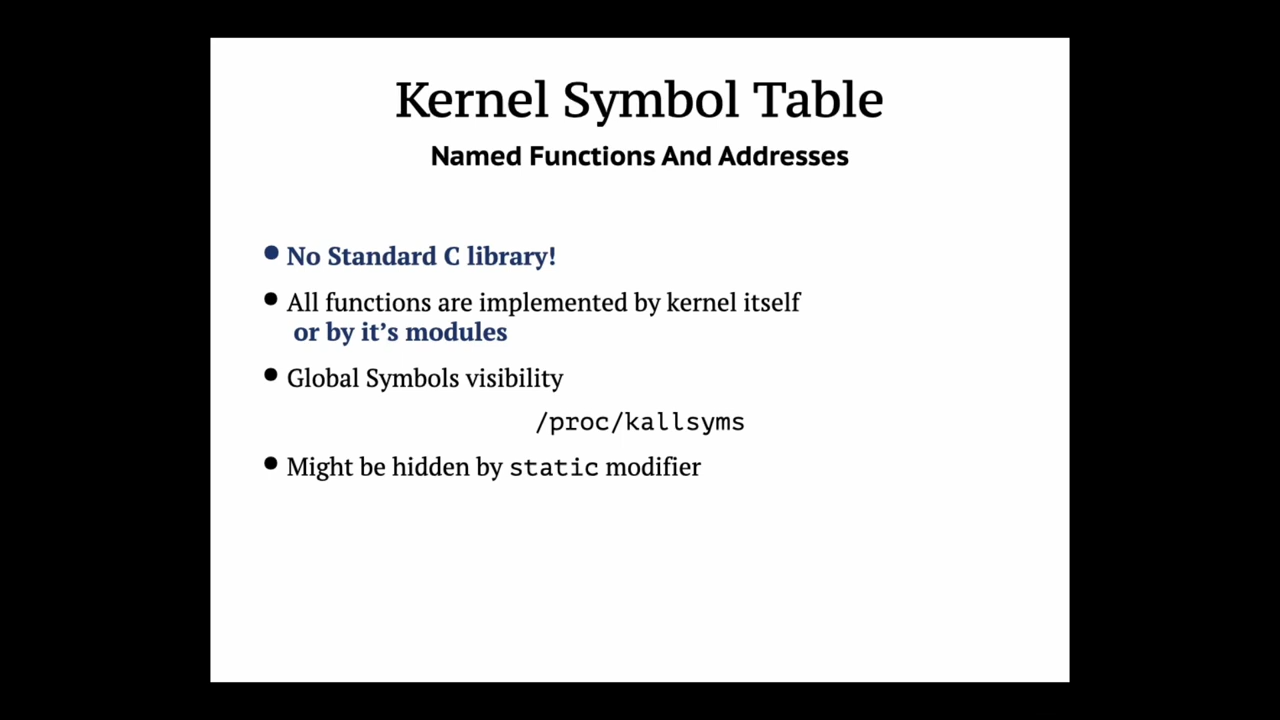 Kernel Symbol Table
Named Functions And Addresses
• No Standard C library!
• All functions are implemented by kernel itself
or by it’s modules
• Global Symbols visibility
/proc/kallsyms
• Might be hidden by static modifier